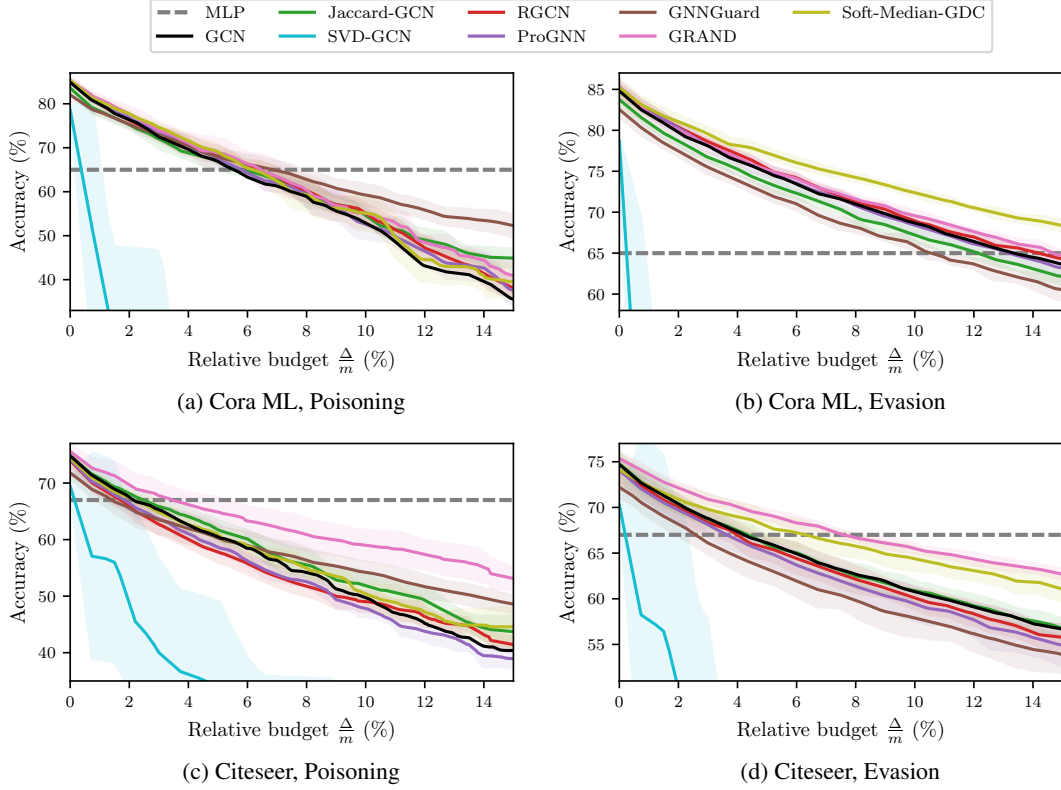 MLP Jaccard-GCN RGCN GNNGuard Soft-Median-GDC
GCN SVD-GCN ProGNN GRAND
80
70
60
50
40
Accuracy (%)
0 2 4 6 8 10 12 14
Relative budget Δ/m (%)
(a) Cora ML, Poisoning
85
80
75
70
65
60
Accuracy (%)
0 2 4 6 8 10 12 14
Relative budget Δ/m (%)
(b) Cora ML, Evasion
70
60
50
40
Accuracy (%)
0 2 4 6 8 10 12 14
Relative budget Δ/m (%)
(c) Citeseer, Poisoning
75
70
65
60
55
Accuracy (%)
0 2 4 6 8 10 12 14
Relative budget Δ/m (%)
(d) Citeseer, Evasion